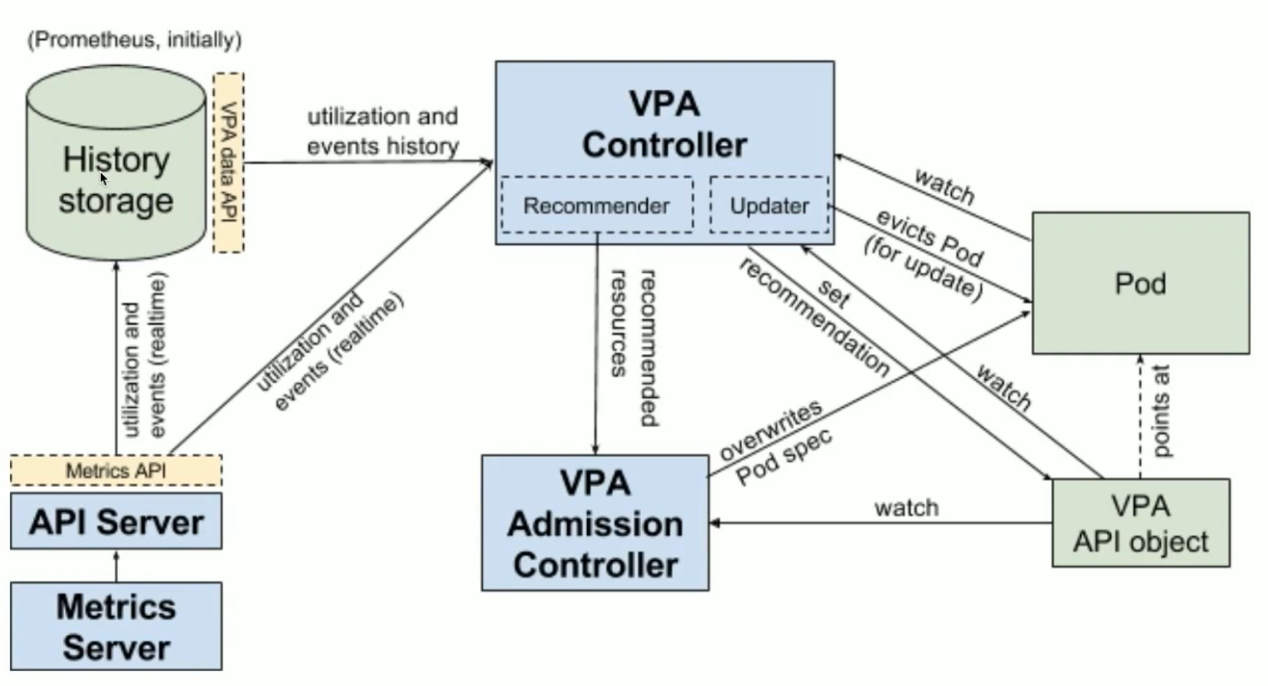 (Prometheus, initially)
History
storage
VPA data API
utilization and
events history
VPA
Controller
Recommender
Updater
watch
evicts Pod
(for update)
Pod
utilization and
events (realtime)
utilization and
events (realtime)
recommended
resources
set
recommendation
watch
points at
overwrites
Pod spec
Metrics API
API Server
Metrics
Server
VPA
Admission
Controller
watch
VPA
API object